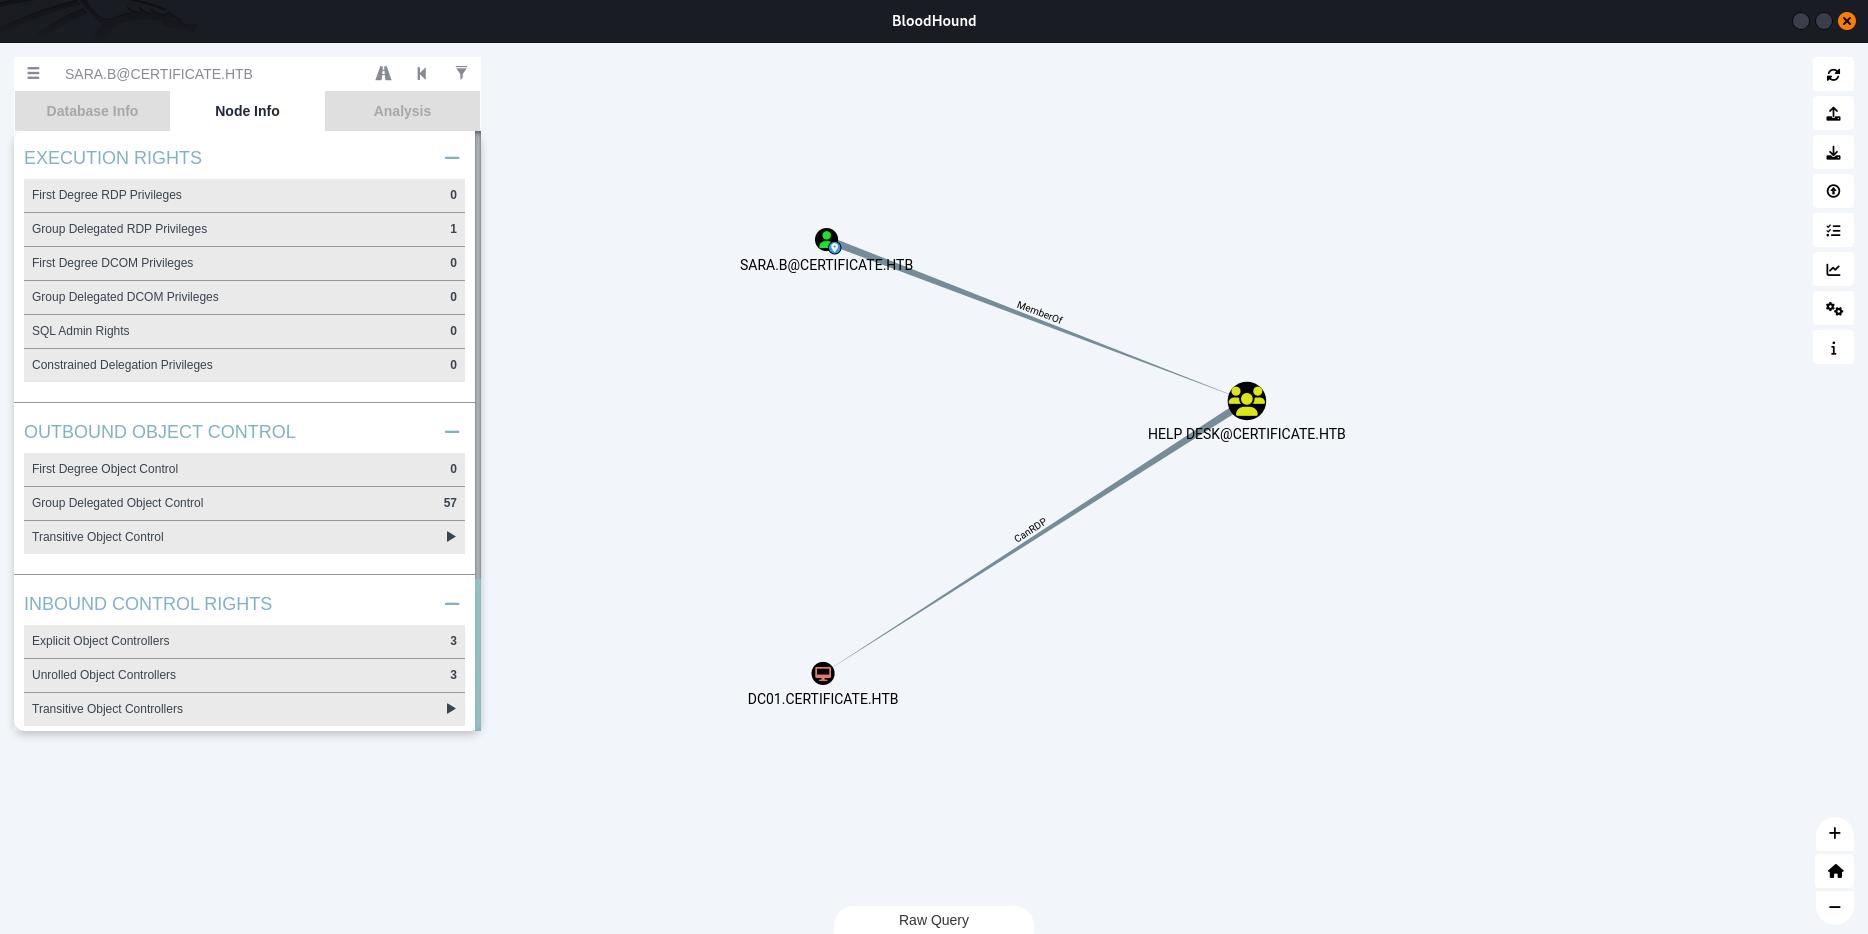 BloodHound
SARA.B@CERTIFICATE.HTB
Database Info
Node Info
Analysis
EXECUTION RIGHTS
First Degree RDP Privileges 0
Group Delegated RDP Privileges 1
First Degree DCOM Privileges 0
Group Delegated DCOM Privileges 0
SQL Admin Rights 0
Constrained Delegation Privileges 0
OUTBOUND OBJECT CONTROL
First Degree Object Control 0
Group Delegated Object Control 57
Transitive Object Control
INBOUND CONTROL RIGHTS
Explicit Object Controllers 3
Unrolled Object Controllers 3
Transitive Object Controllers
SARA.B@CERTIFICATE.HTB
MemberOf
HELP DESK@CERTIFICATE.HTB
CanRDP
DC01.CERTIFICATE.HTB
Raw Query